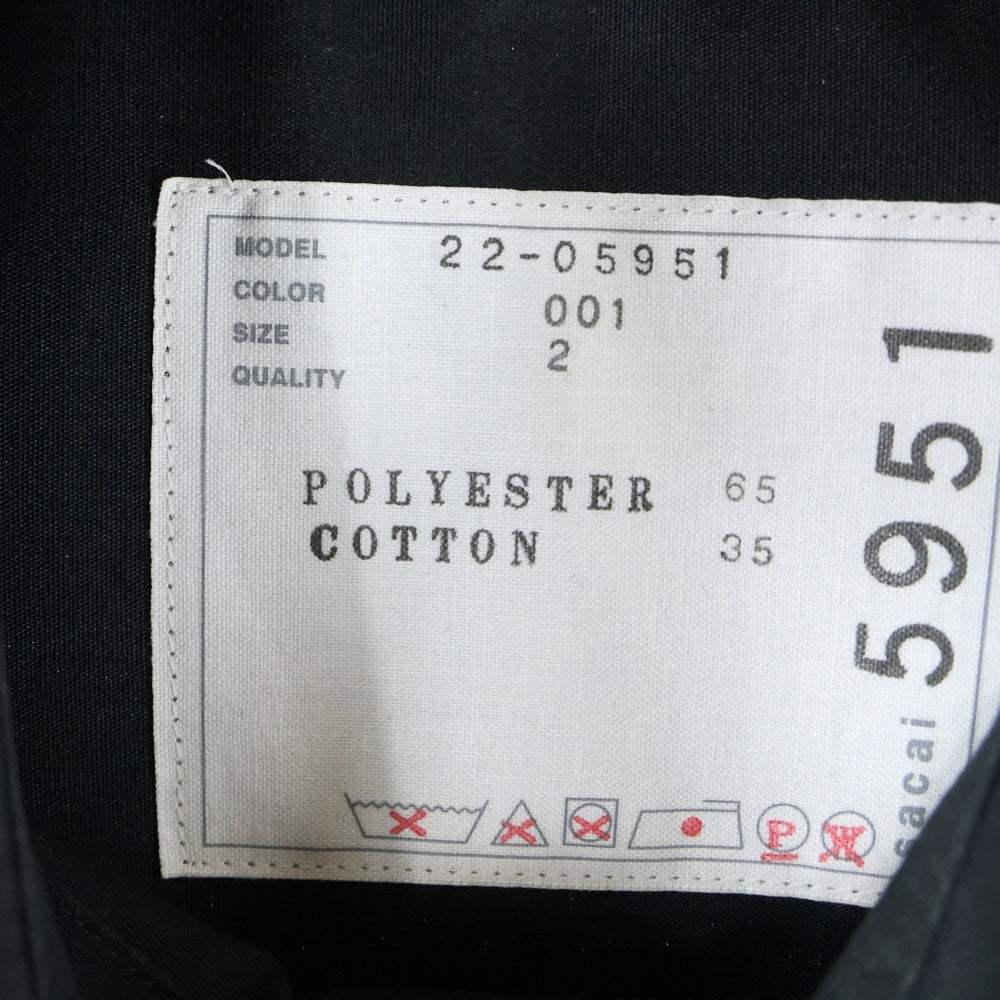 MODEL 22-05951
COLOR 001
SIZE 2
QUALITY
POLYESTER 65
COTTON 35
P W
sacai 5951